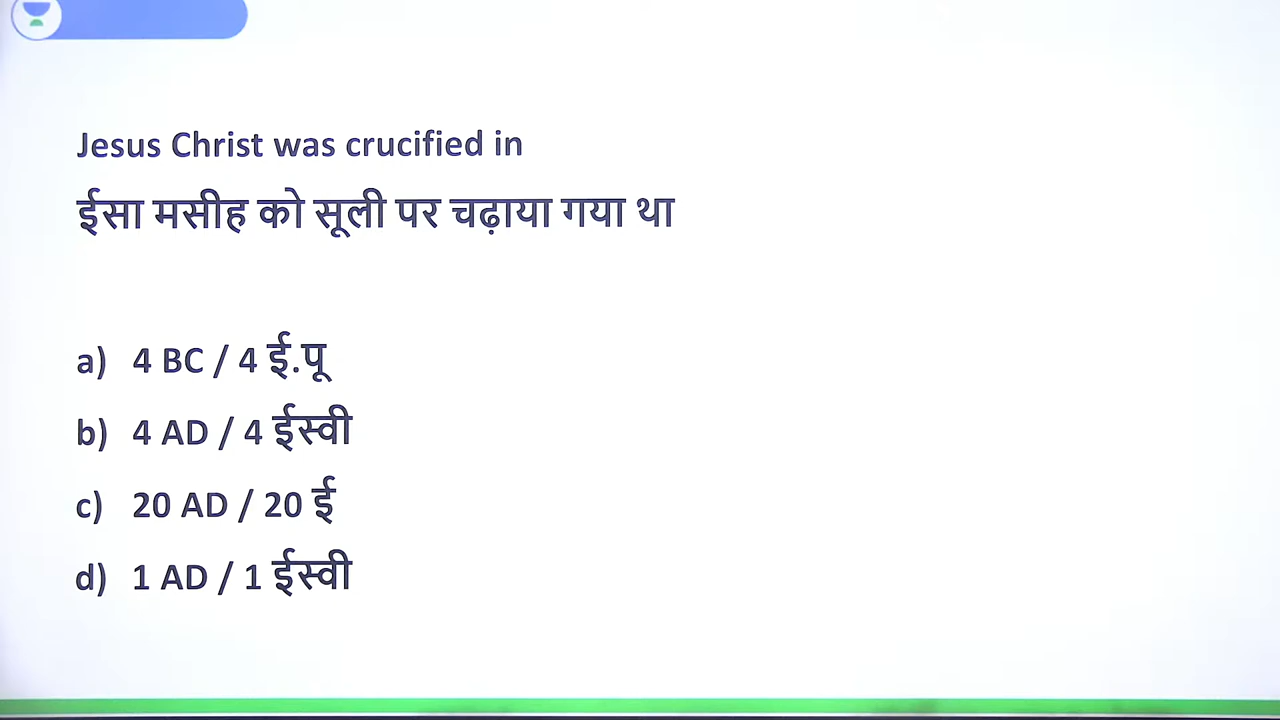 Jesus Christ was crucified in
ईसा मसीह को सूली पर चढ़ाया गया था
a) 4 BC / 4 ई.पू
b) 4 AD / 4 ईस्वी
c) 20 AD / 20 ई
d) 1 AD / 1 ईस्वी